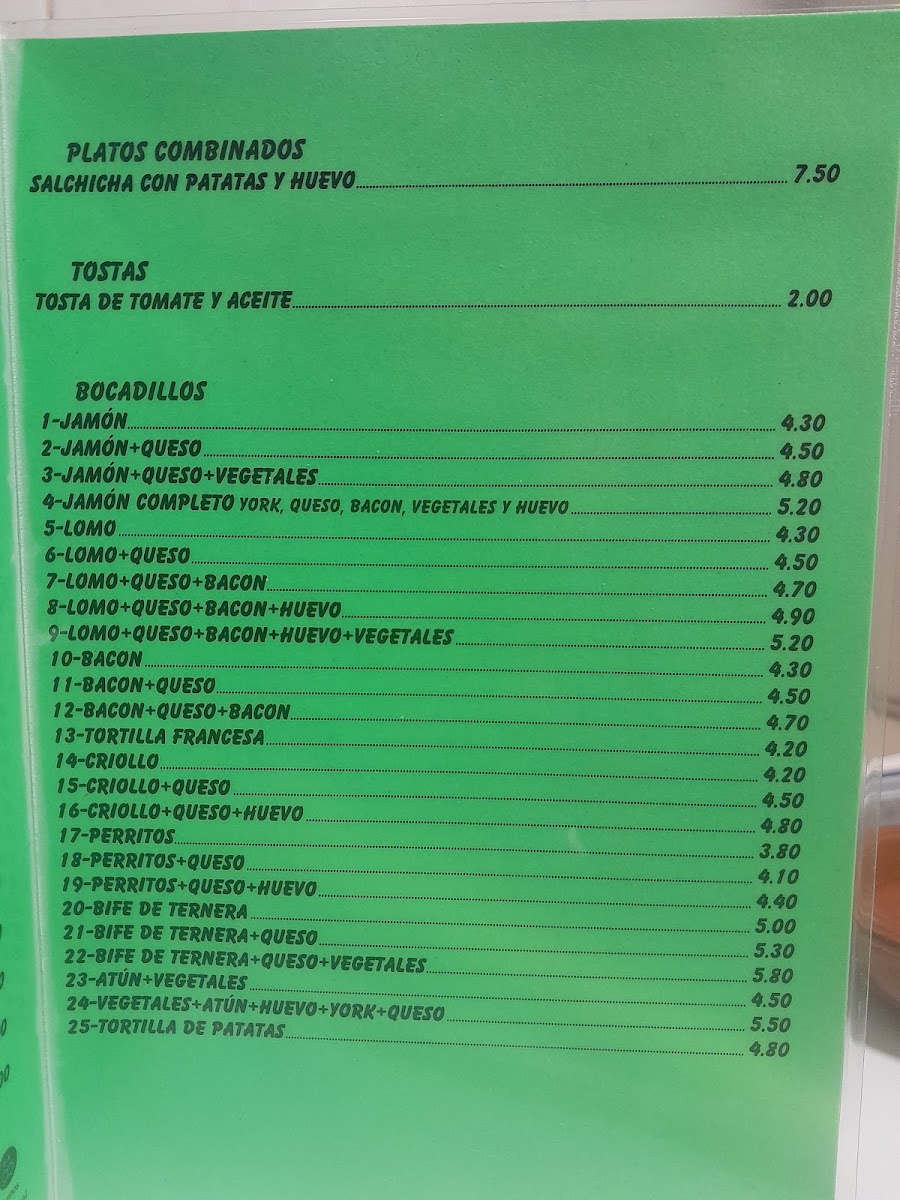 PLATOS COMBINADOS
SALCHICHA CON PATATAS Y HUEVO 7.50
TOSTAS
TOSTA DE TOMATE Y ACEITE 2.00
BOCADILLOS
1-JAMÓN 4.30
2-JAMÓN+QUESO 4.50
3-JAMÓN+QUESO+VEGETALES 4.80
4-JAMÓN COMPLETO YORK, QUESO, BACON, VEGETALES Y HUEVO 5.20
5-LOMO 4.30
6-LOMO+QUESO 4.50
7-LOMO+QUESO+BACON 4.70
8-LOMO+QUESO+BACON+HUEVO 4.90
9-LOMO+QUESO+BACON+HUEVO+VEGETALES 5.20
10-BACON 4.30
11-BACON+QUESO 4.50
12-BACON+QUESO+BACON 4.70
13-TORTILLA FRANCESA 4.20
14-CRIOLLO 4.20
15-CRIOLLO+QUESO 4.50
16-CRIOLLO+QUESO+HUEVO 4.80
17-PERRITOS 3.80
18-PERRITOS+QUESO 4.10
19-PERRITOS+QUESO+HUEVO 4.40
20-BIFE DE TERNERA 5.00
21-BIFE DE TERNERA+QUESO 5.30
22-BIFE DE TERNERA+QUESO+VEGETALES 5.80
23-ATÚN+VEGETALES 4.50
24-VEGETALES+ATÚN+HUEVO+YORK+QUESO 5.50
25-TORTILLA DE PATATAS 4.80